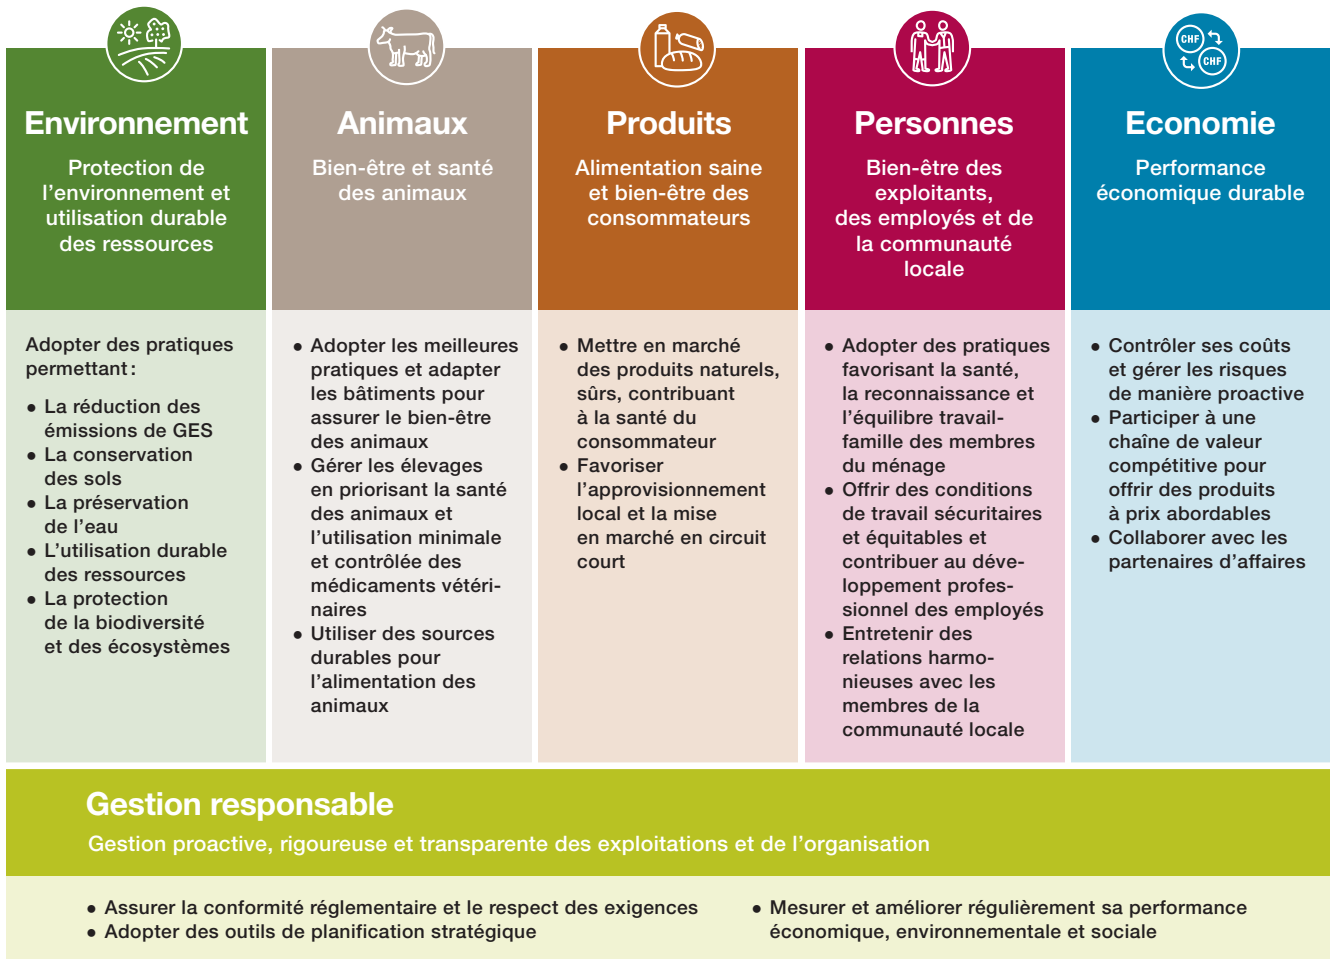 Environnement
Protection de
l’environnement et
utilisation durable
des ressources
Adopter des pratiques
permettant :
• La réduction des
émissions de GES
• La conservation
des sols
• La préservation
de l’eau
• L’utilisation durable
des ressources
• La protection
de la biodiversité
et des écosystèmes
Animaux
Bien-être et santé
des animaux
• Adopter les meilleures
pratiques et adapter
les bâtiments pour
assurer le bien-être
des animaux
• Gérer les élevages
en priorisant la santé
des animaux et
l’utilisation minimale
et contrôlée des
médicaments vétéri-
naires
• Utiliser des sources
durables pour
l’alimentation des
animaux
Produits
Alimentation saine
et bien-être des
consommateurs
• Mettre en marché
des produits naturels,
sûrs, contribuant
à la santé du
consommateur
• Favoriser
l’approvisionnement
local et la mise
en marché en circuit
court
Personnes
Bien-être des
exploitants,
des employés et de
la communauté
locale
• Adopter des pratiques
favorisant la santé,
la reconnaissance et
l’équilibre travail-
famille des membres
du ménage
• Offrir des conditions
de travail sécuritaires
et équitables et
contribuer au déve-
loppement profes-
sionnel des employés
• Entretenir des
relations harmo-
nieuses avec les
membres de la
communauté locale
CHF
CHF
Economie
Performance
économique durable
• Contrôler ses coûts
et gérer les risques
de manière proactive
• Participer à une
chaîne de valeur
compétitive pour
offrir des produits
à prix abordables
• Collaborer avec les
partenaires d’affaires
Gestion responsable
Gestion proactive, rigoureuse et transparente des exploitations et de l’organisation
• Assurer la conformité réglementaire et le respect des exigences
• Adopter des outils de planification stratégique
• Mesurer et améliorer régulièrement sa performance
économique, environnementale et sociale